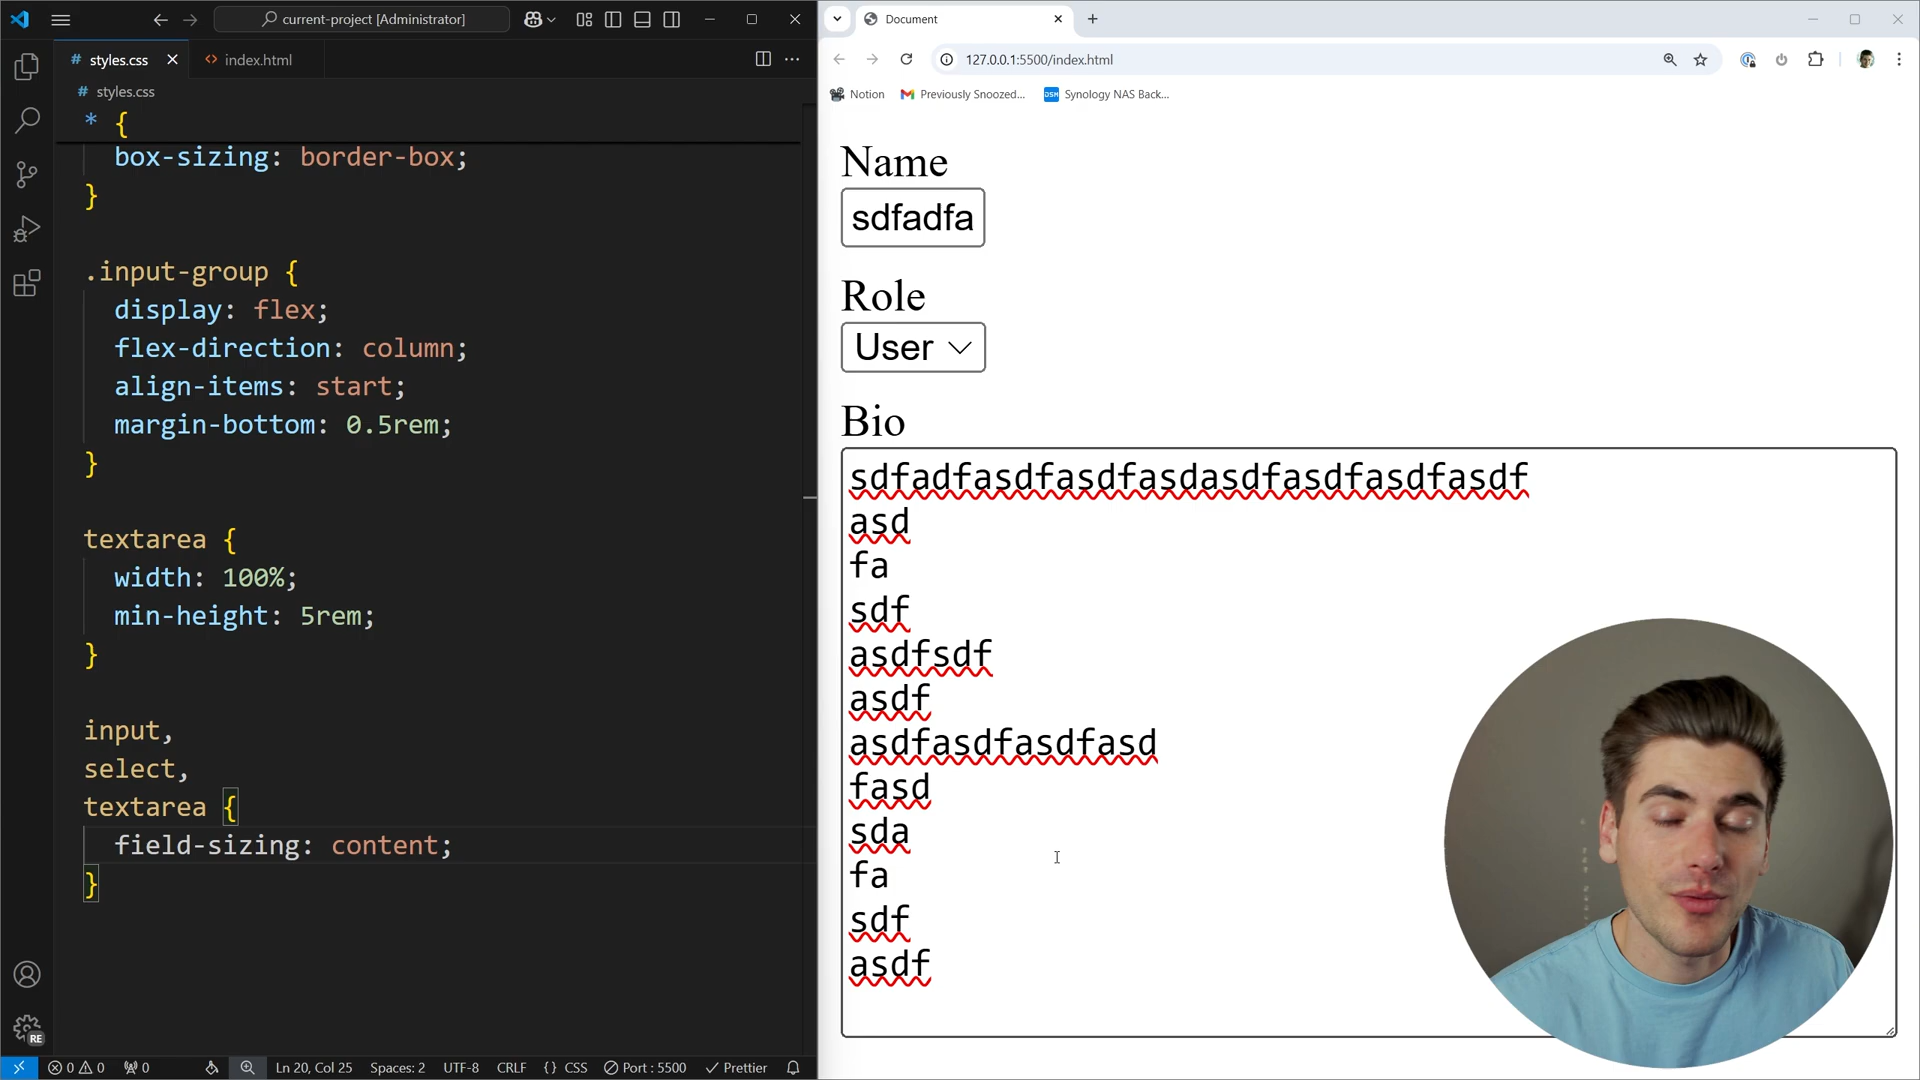 current-project [Administrator]
Document
# styles.css
<> index.html
127.0.0.1:5500/index.html
# styles.css
Notion
Previously Snoozed...
Synology NAS Back...
* {
box-sizing: border-box;
}
.input-group {
display: flex;
flex-direction: column;
align-items: start;
margin-bottom: 0.5rem;
}
textarea {
width: 100%;
min-height: 5rem;
}
input,
select,
textarea {
field-sizing: content;
}
Name
sdfadfa
Role
User
Bio
sdfadfasdfasdfasdasdfasdfasdfasdf
asd
fa
sdf
asdfsdf
asdf
asdfasdfasdfasd
fasd
sda
fa
sdf
asdf
RE
0 0 0
Ln 20, Col 25
Spaces: 2
UTF-8
CRLF
{} CSS
Port : 5500
Prettier